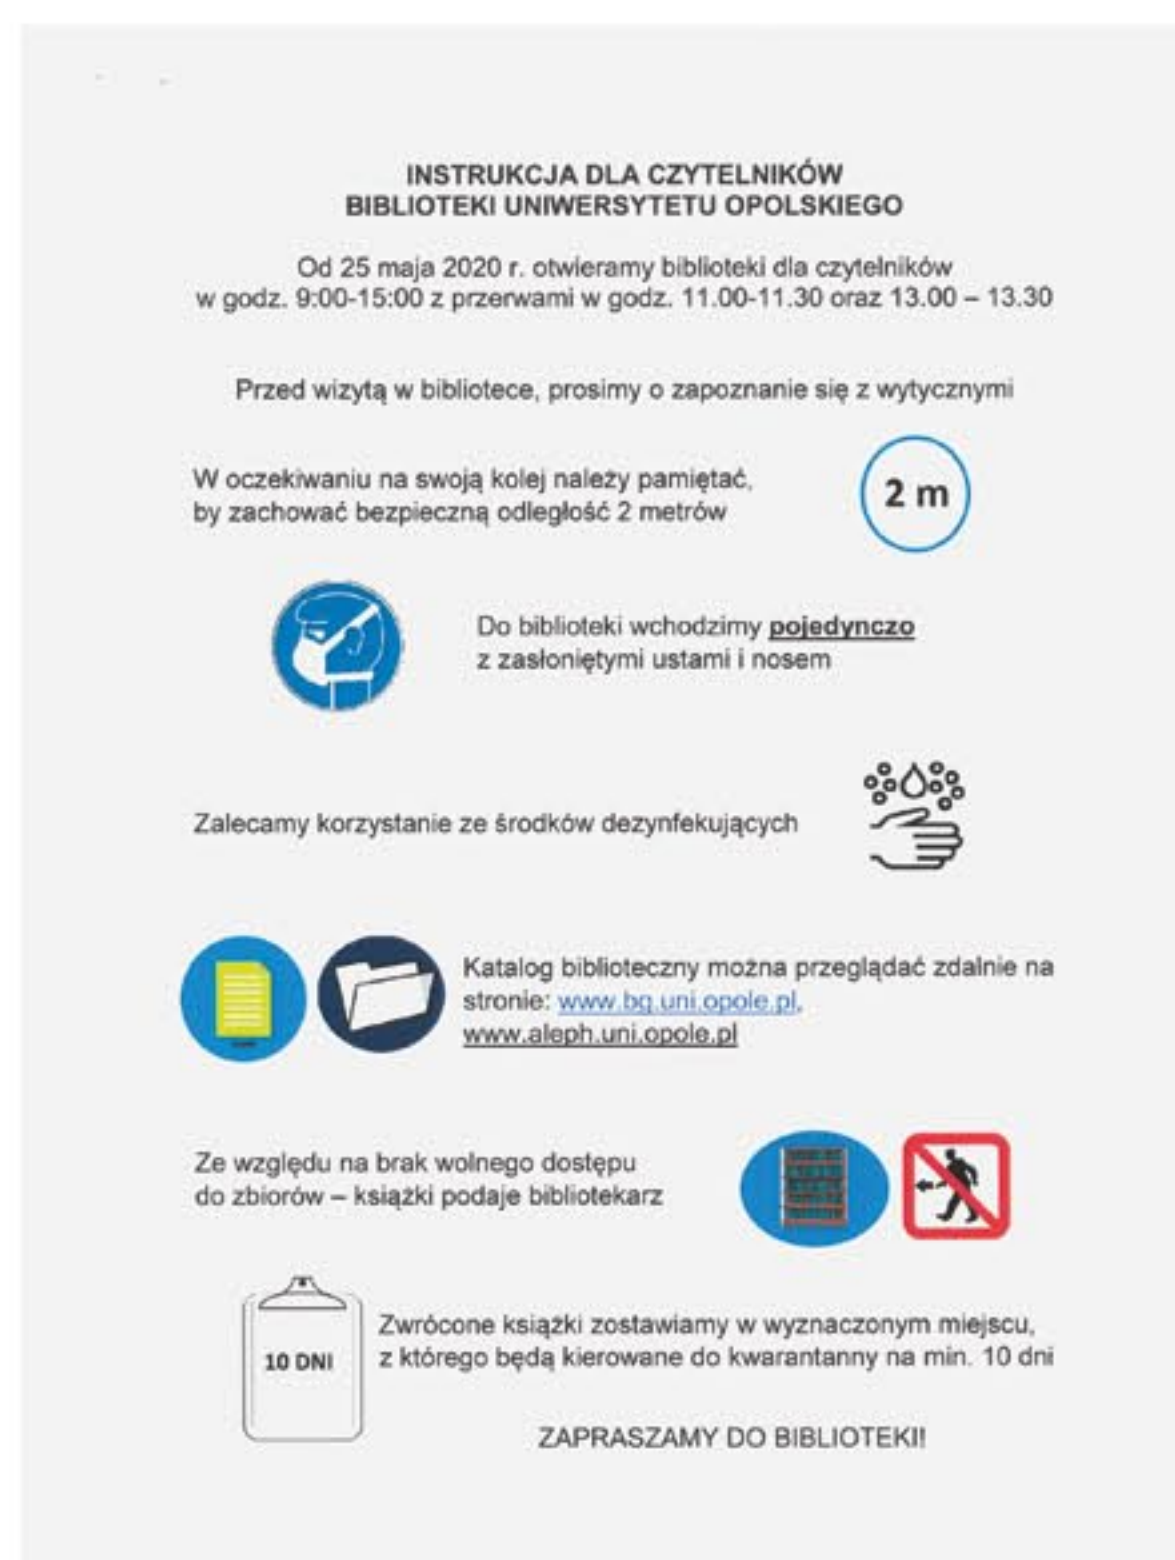 INSTRUKCJA DLA CZYTELNIKÓW
BIBLIOTEKI UNIWERSYTETU OPOLSKIEGO
Od 25 maja 2020 r. otwieramy biblioteki dla czytelników
w godz. 9:00-15:00 z przerwami w godz. 11.00-11.30 oraz 13.00 – 13.30
Przed wizytą w bibliotece, prosimy o zapoznanie się z wytycznymi
W oczekiwaniu na swoją kolej należy pamiętać,
by zachować bezpieczną odległość 2 metrów
2 m
Do biblioteki wchodzimy pojedynczo
z zasłoniętymi ustami i nosem
Zalecamy korzystanie ze środków dezynfekujących
Katalog biblioteczny można przeglądać zdalnie na
stronie: www.bg.uni.opole.pl,
www.aleph.uni.opole.pl
Ze względu na brak wolnego dostępu
do zbiorów – książki podaje bibliotekarz
10 DNI
Zwrócone książki zostawiamy w wyznaczonym miejscu,
z którego będą kierowane do kwarantanny na min. 10 dni
ZAPRASZAMY DO BIBLIOTEKI!